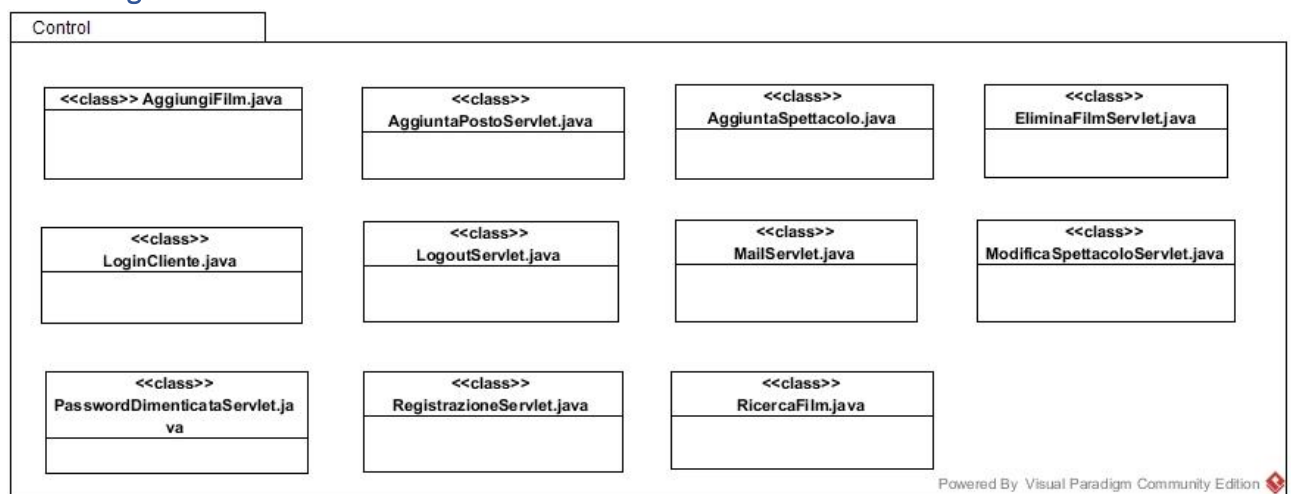 Control
<<class>> AggiungiFilm.java
<<class>>
AggiuntaPostoServlet.java
<<class>>
AggiuntaSpettacolo.java
<<class>>
EliminaFilmServlet.java
<<class>>
LoginCliente.java
<<class>>
LogoutServlet.java
<<class>>
MailServlet.java
<<class>>
ModificaSpettacoloServlet.java
<<class>>
PasswordDimenticataServlet.ja
va
<<class>>
RegistrazioneServlet.java
<<class>>
RicercaFilm.java
Powered By Visual Paradigm Community Edition